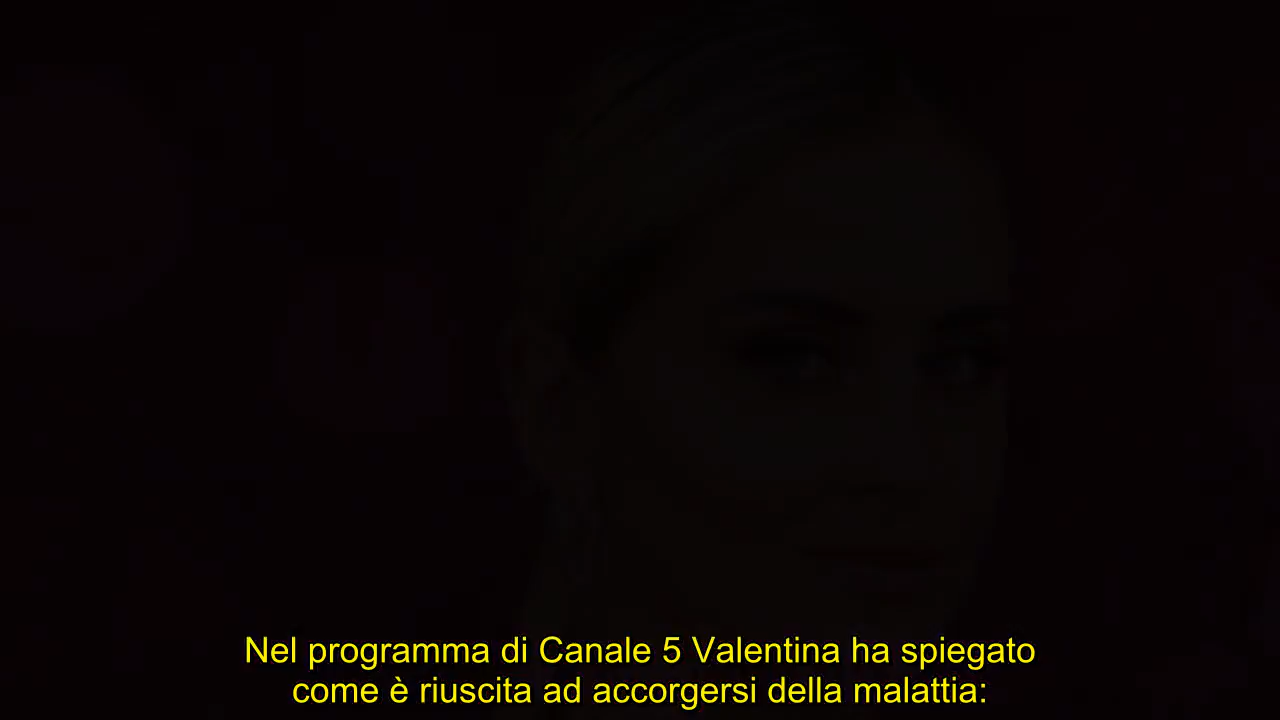 Nel programma di Canale 5 Valentina ha spiegato
come è riuscita ad accorgersi della malattia: